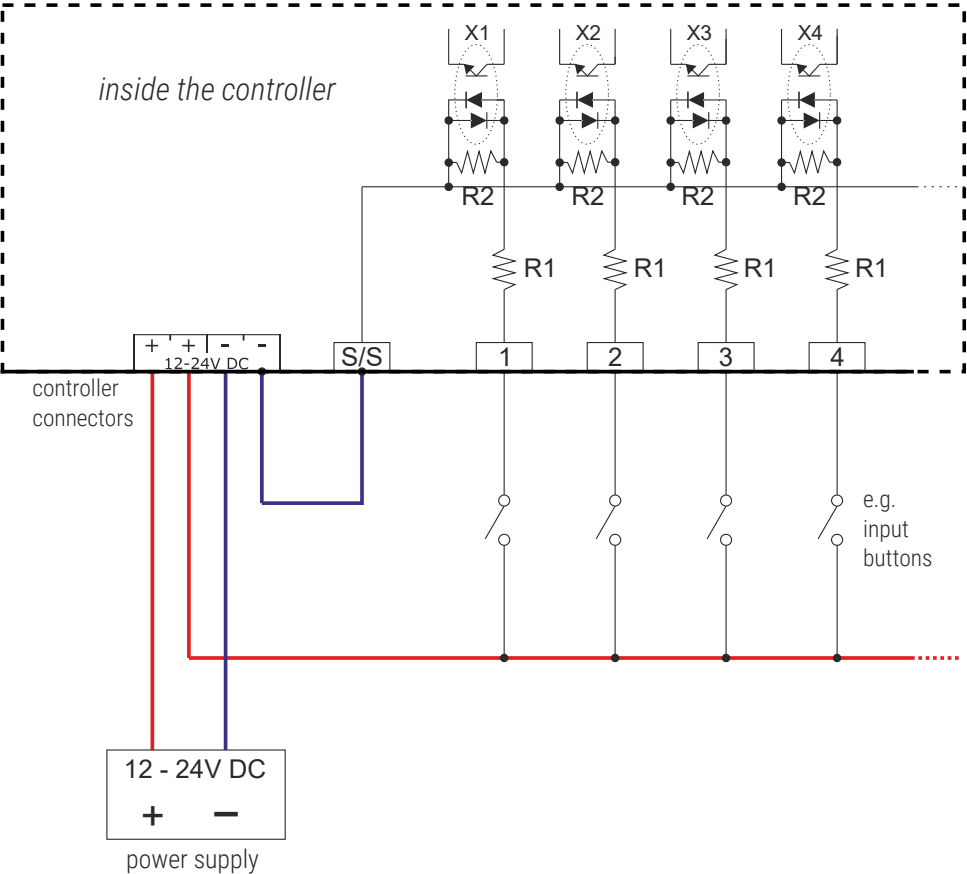 X1 X2 X3 X4
inside the controller
R2 R2 R2 R2
R1 R1 R1 R1
+ + - -
12-24V DC
S/S 1 2 3 4
controller
connectors
e.g.
input
buttons
12 - 24V DC
+ −
power supply